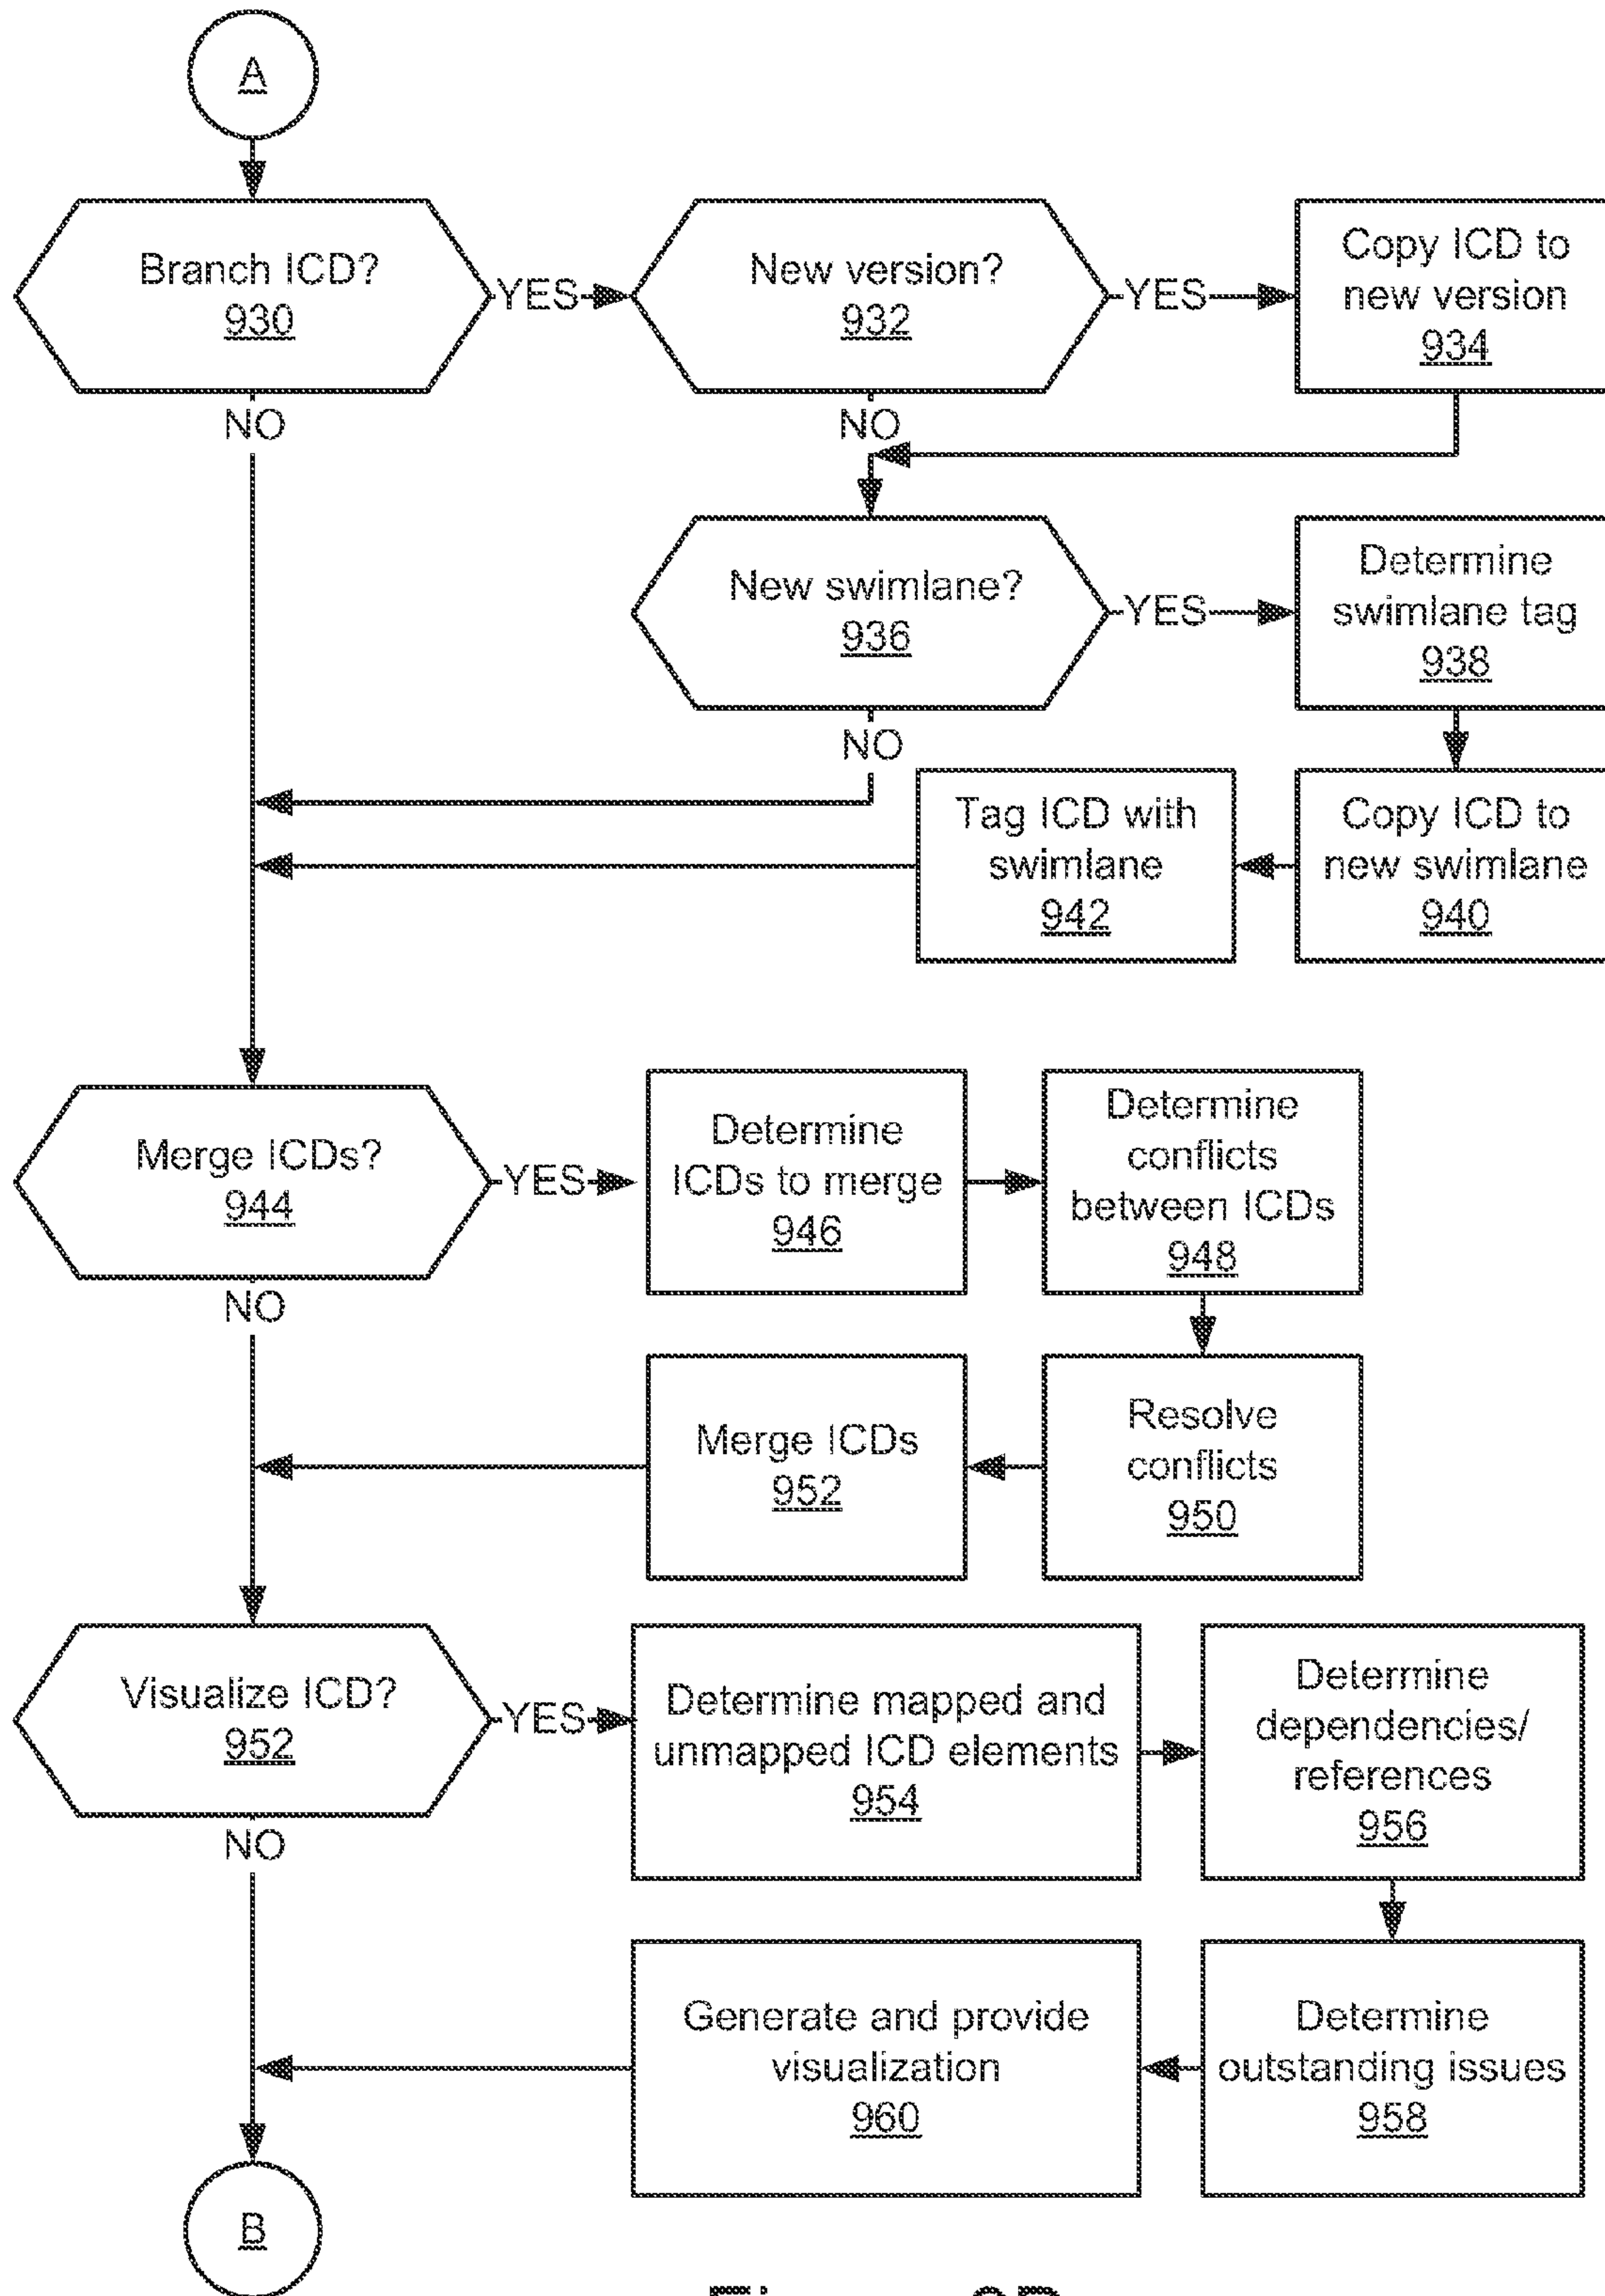 A
Branch ICD?
930
YES
New version?
932
YES
Copy ICD to
new version
934
NO
NO
New swimlane?
936
YES
Determine
swimlane tag
938
NO
Tag ICD with
swimlane
942
Copy ICD to
new swimlane
940
Merge ICDs?
944
YES
Determine
ICDs to merge
946
Determine
conflicts
between ICDs
948
NO
Merge ICDs
952
Resolve
conflicts
950
Visualize ICD?
952
YES
Determine mapped and
unmapped ICD elements
954
Determine
dependencies/
references
956
NO
Generate and provide
visualization
960
Determine
outstanding issues
958
B